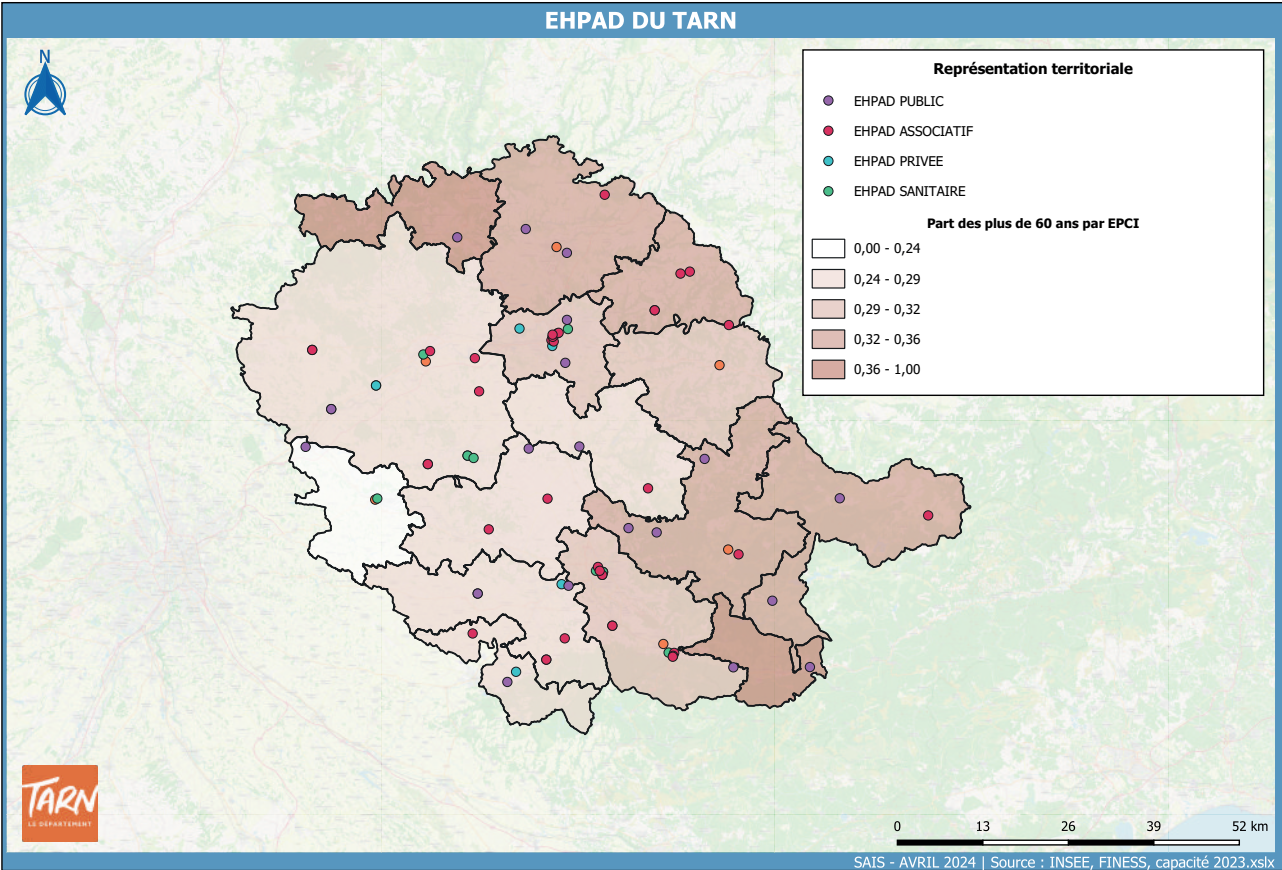 EHPAD DU TARN
N
Représentation territoriale
EHPAD PUBLIC
EHPAD ASSOCIATIF
EHPAD PRIVEE
EHPAD SANITAIRE
Part des plus de 60 ans par EPCI
0,00 - 0,24
0,24 - 0,29
0,29 - 0,32
0,32 - 0,36
0,36 - 1,00
TARN
LE DÉPARTEMENT
0 13 26 39 52 km
SAIS - AVRIL 2024 | Source : INSEE, FINESS, capacité 2023.xslx